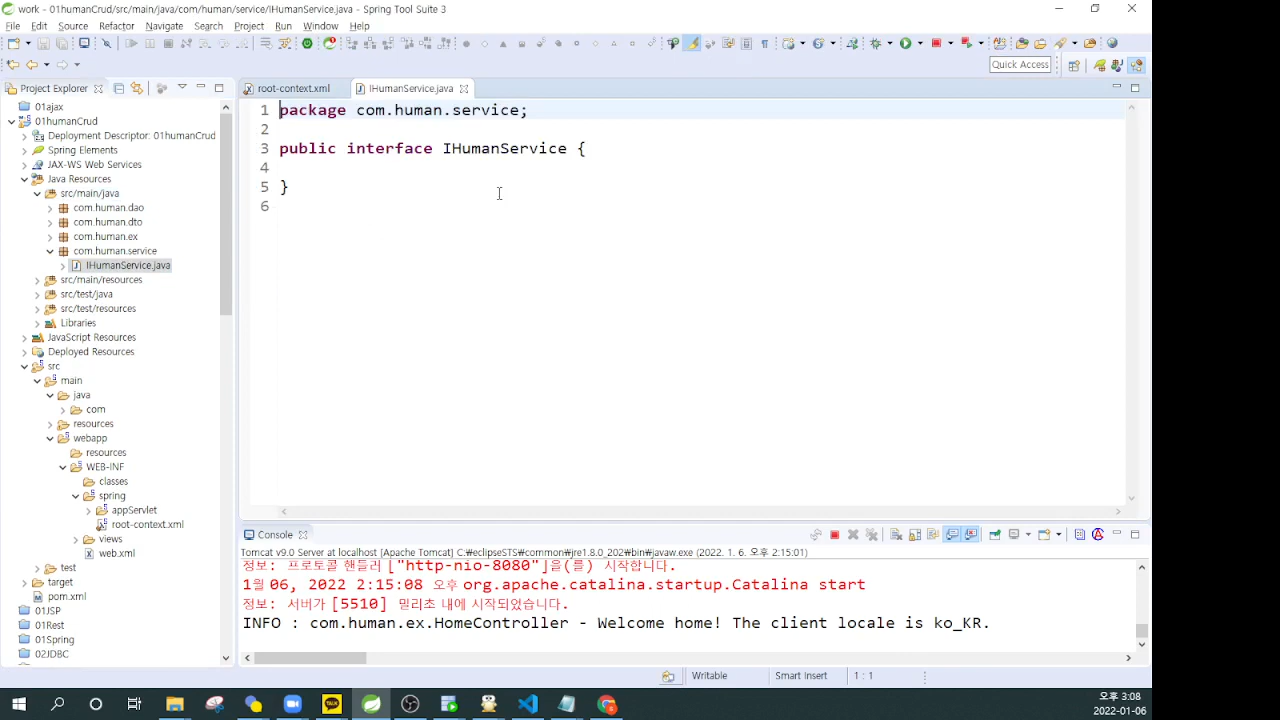 work - 01humanCrud/src/main/java/com/human/service/IHumanService.java - Spring Tool Suite 3
File Edit Source Refactor Navigate Search Project Run Window Help
Quick Access
Project Explorer
01ajax
01humanCrud
Deployment Descriptor: 01humanCrud
Spring Elements
JAX-WS Web Services
Java Resources
src/main/java
com.human.dao
com.human.dto
com.human.ex
com.human.service
IHumanService.java
src/main/resources
src/test/java
src/test/resources
Libraries
JavaScript Resources
Deployed Resources
src
main
java
com
resources
webapp
resources
WEB-INF
classes
spring
appServlet
root-context.xml
views
web.xml
test
target
pom.xml
01JSP
01Rest
01Spring
02JDBC
root-context.xml IHumanService.java
1 package com.human.service;
2
3 public interface IHumanService {
4
5 }
6
Console
Tomcat v9.0 Server at localhost [Apache Tomcat] C:₩eclipseSTS₩common₩jre1.8.0_202₩bin₩javaw.exe (2022. 1. 6. 오후 2:15:01)
정보: 프로토콜 핸들러 ["http-nio-8080"]을(를) 시작합니다.
1월 06, 2022 2:15:08 오후 org.apache.catalina.startup.Catalina start
정보: 서버가 [5510] 밀리초 내에 시작되었습니다.
INFO : com.human.ex.HomeController - Welcome home! The client locale is ko_KR.
Writable Smart Insert 1 : 1
TALK
오후 3:08
2022-01-06